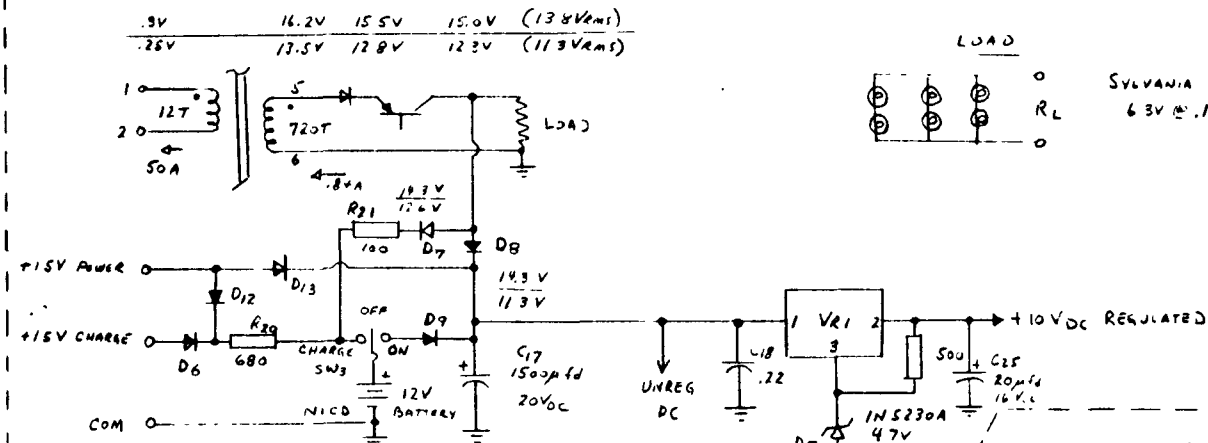 .9V 16.2V 15.5V 15.0V (13.8Vrms)
.25V 13.5V 12.8V 12.3V (11.3Vrms)
LOAD
1
12T
2
50A
5
720T
6
.84A
LOAD
RL
SYLVANIA
6.3V @ .1
14.3V
12.6V
R21
100
D7
D8
+15V POWER
D13
14.3V
11.3V
D12
+15V CHARGE
D6
R20
680
OFF
CHARGE
SW3
ON
D9
C17
1500µfd
20VDC
12V
BATTERY
NICD
COM
UNREG
DC
C18
.22
1 VR1 2
3
+10VDC REGULATED
500
C25
20µfd
1N5230A
4.7V